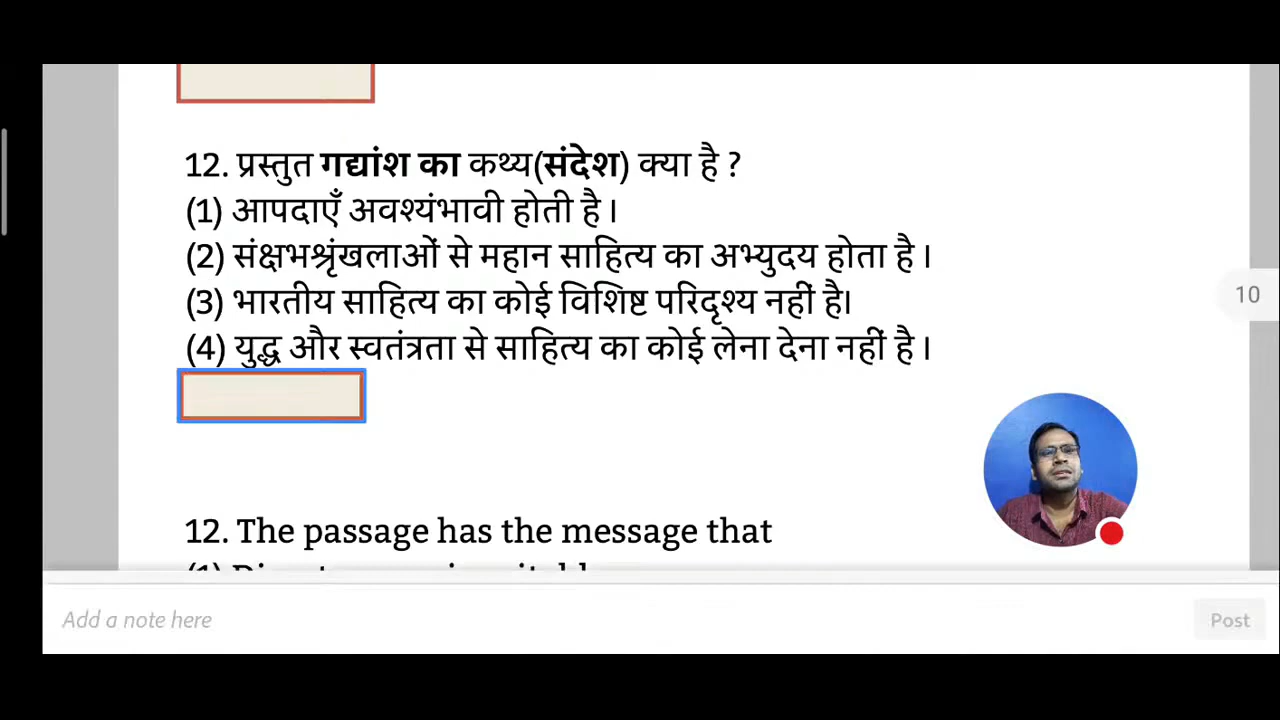 12. प्रस्तुत गद्यांश का कथ्य(संदेश) क्या है ?
(1) आपदाएँ अवश्यंभावी होती है ।
(2) संक्षभश्रृंखलाओं से महान साहित्य का अभ्युदय होता है ।
(3) भारतीय साहित्य का कोई विशिष्ट परिदृश्य नहीं है।
10
(4) युद्ध और स्वतंत्रता से साहित्य का कोई लेना देना नहीं है ।
12. The passage has the message that
Add a note here
Post